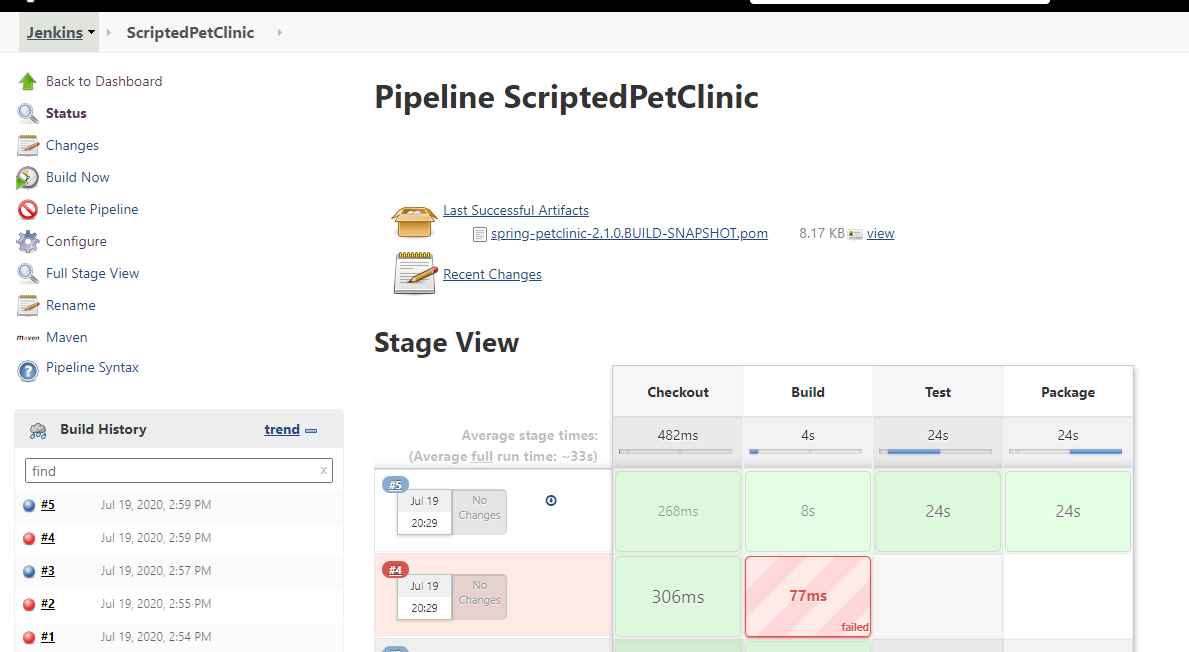 Jenkins ScriptedPetClinic
Back to Dashboard
Status
Changes
Build Now
Delete Pipeline
Configure
Full Stage View
Rename
maven Maven
Pipeline Syntax
Build History trend
find x
#5 Jul 19, 2020, 2:59 PM
#4 Jul 19, 2020, 2:59 PM
#3 Jul 19, 2020, 2:57 PM
#2 Jul 19, 2020, 2:55 PM
#1 Jul 19, 2020, 2:54 PM
Pipeline ScriptedPetClinic
Last Successful Artifacts
spring-petclinic-2.1.0.BUILD-SNAPSHOT.pom 8.17 KB view
Recent Changes
Stage View
Checkout Build Test Package
Average stage times: 482ms 4s 24s 24s
(Average full run time: ~33s)
#5
Jul 19 No
20:29 Changes
268ms 8s 24s 24s
#4
Jul 19 No
20:29 Changes
306ms 77ms
failed